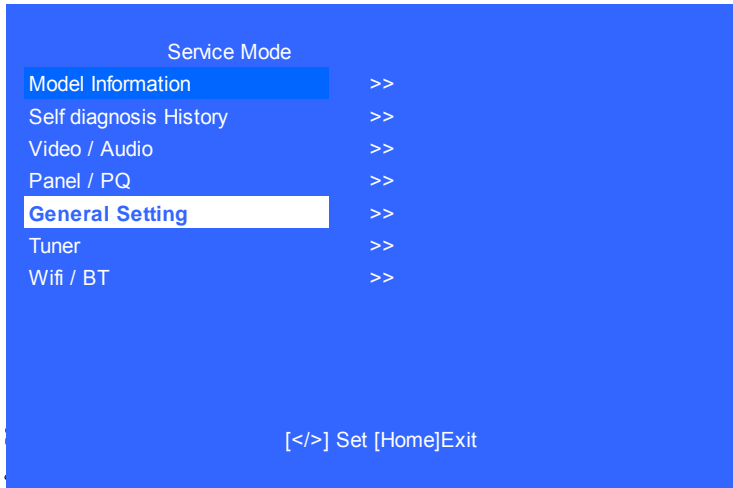 Service Mode
Model Information >>
Self diagnosis History >>
Video / Audio >>
Panel / PQ >>
General Setting >>
Tuner >>
Wifi / BT >>
[</>] Set [Home]Exit